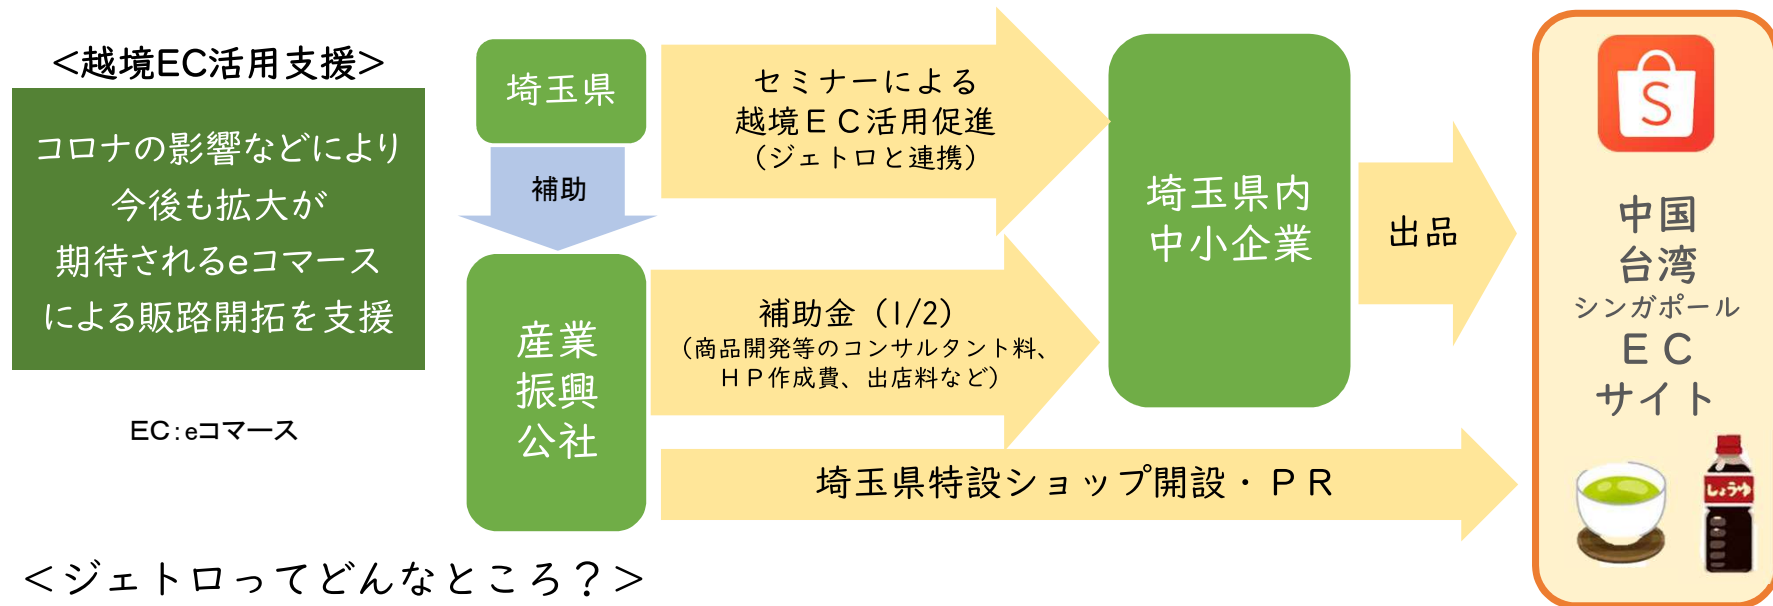 <越境EC活用支援>
コロナの影響などにより
今後も拡大が
期待されるeコマース
による販路開拓を支援
EC：eコマース
埼玉県
補助
産業
振興
公社
セミナーによる
越境ＥＣ活用促進
（ジェトロと連携）
補助金（1/2）
（商品開発等のコンサルタント料、
ＨＰ作成費、出店料など）
埼玉県特設ショップ開設・ＰＲ
埼玉県内
中小企業
出品
S
中国
台湾
シンガポール
ＥＣ
サイト
しょうゆ
＜ジェトロってどんなところ？＞